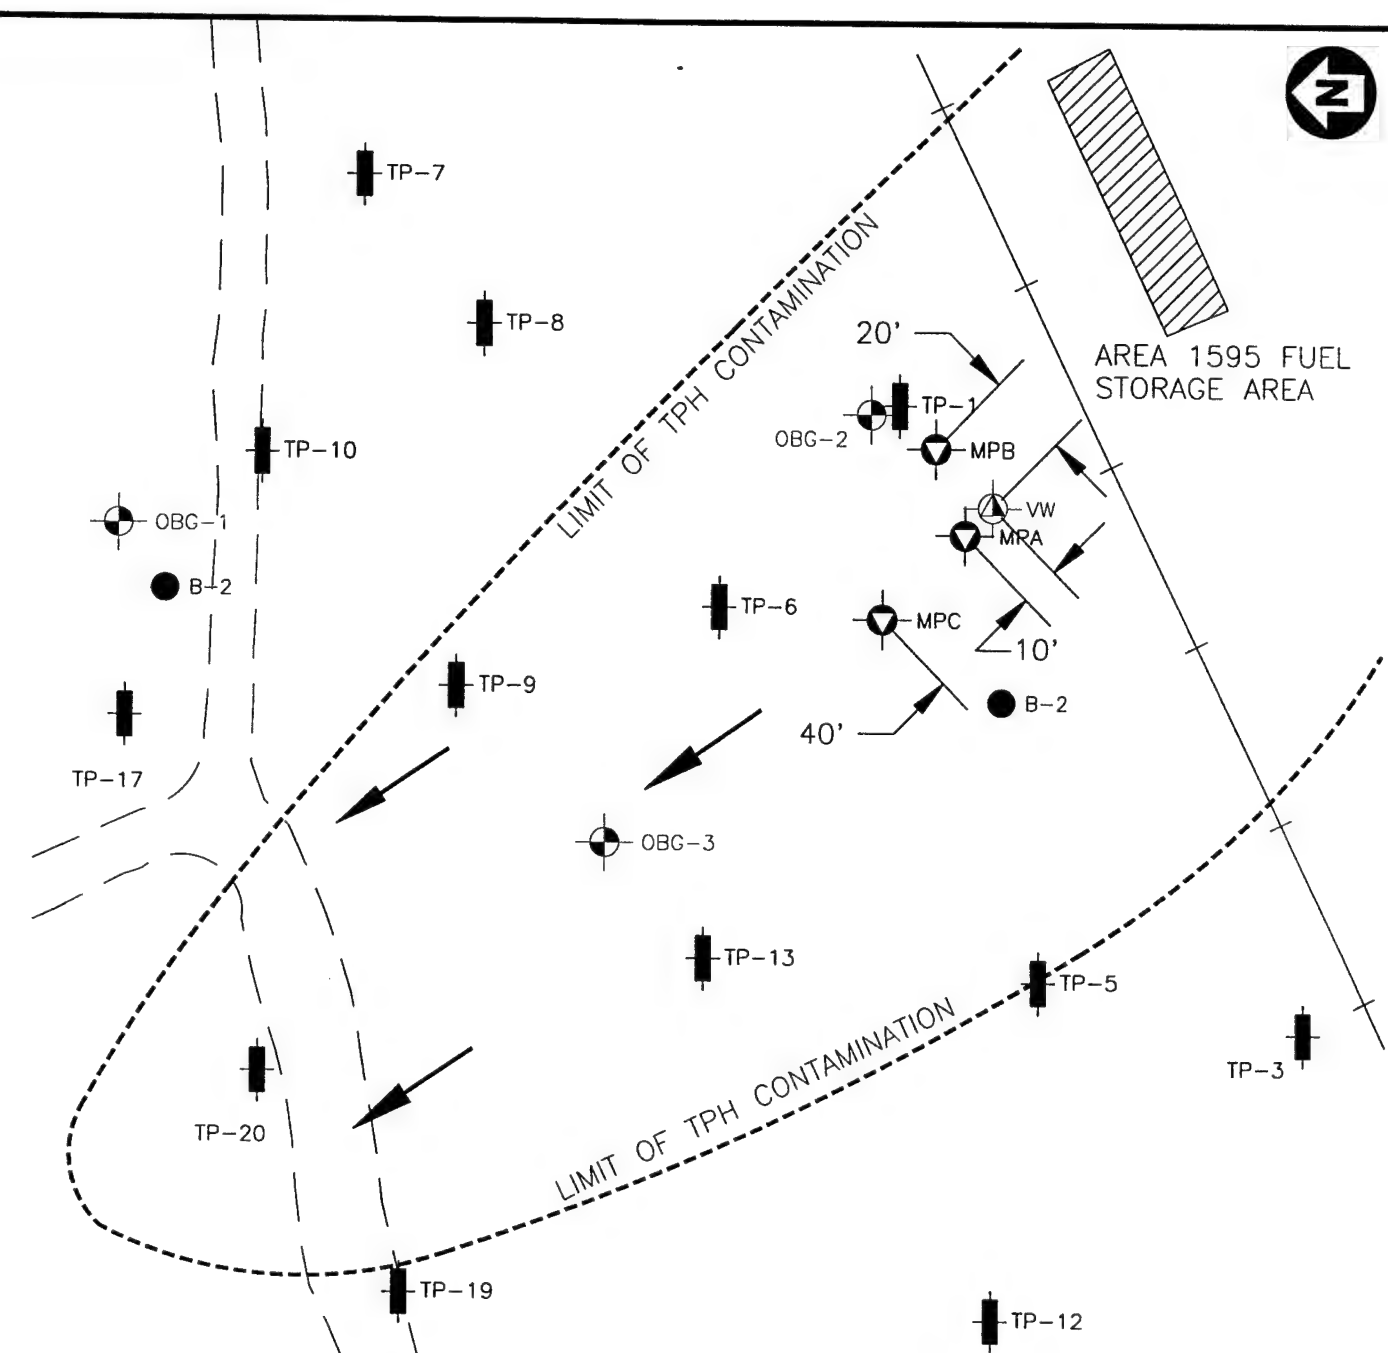 N
TP-7
TP-8
LIMIT OF TPH CONTAMINATION
20'
AREA 1595 FUEL
STORAGE AREA
TP-1
OBG-2
MPB
TP-10
OBG-1
VW
MPA
B-2
TP-6
MPC
10'
TP-9
B-2
40'
TP-17
OBG-3
TP-13
TP-5
LIMIT OF TPH CONTAMINATION
TP-3
TP-20
TP-19
TP-12